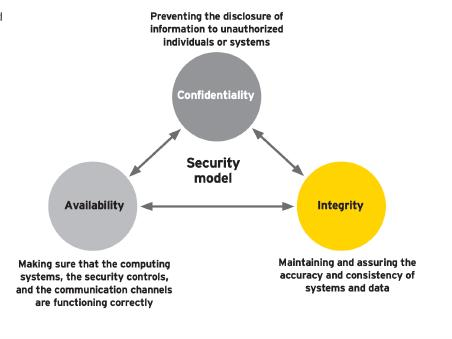 Preventing the disclosure of
information to unauthorized
individuals or systems
Confidentiality
Security
model
Availability
Integrity
Making sure that the computing
systems, the security controls,
and the communication channels
are functioning correctly
Maintaining and assuring the
accuracy and consistency of
systems and data